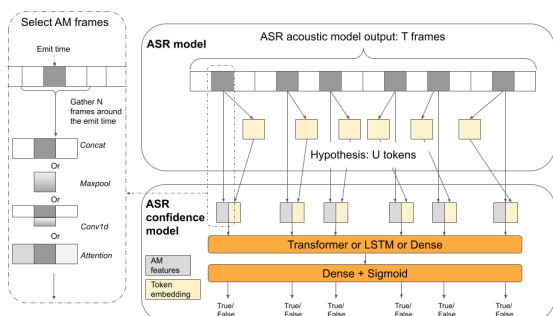 Select AM frames
Emit time
Gather N
frames around
the emit time
Concat
Or
Maxpool
Or
Conv1d
Or
Attention
ASR model
ASR acoustic model output: T frames
Hypothesis: U tokens
ASR
confidence
model
Transformer or LSTM or Dense
Dense + Sigmoid
AM
features
Token
embedding
True/
False
True/
False
True/
False
True/
False
True/
False
True/
False